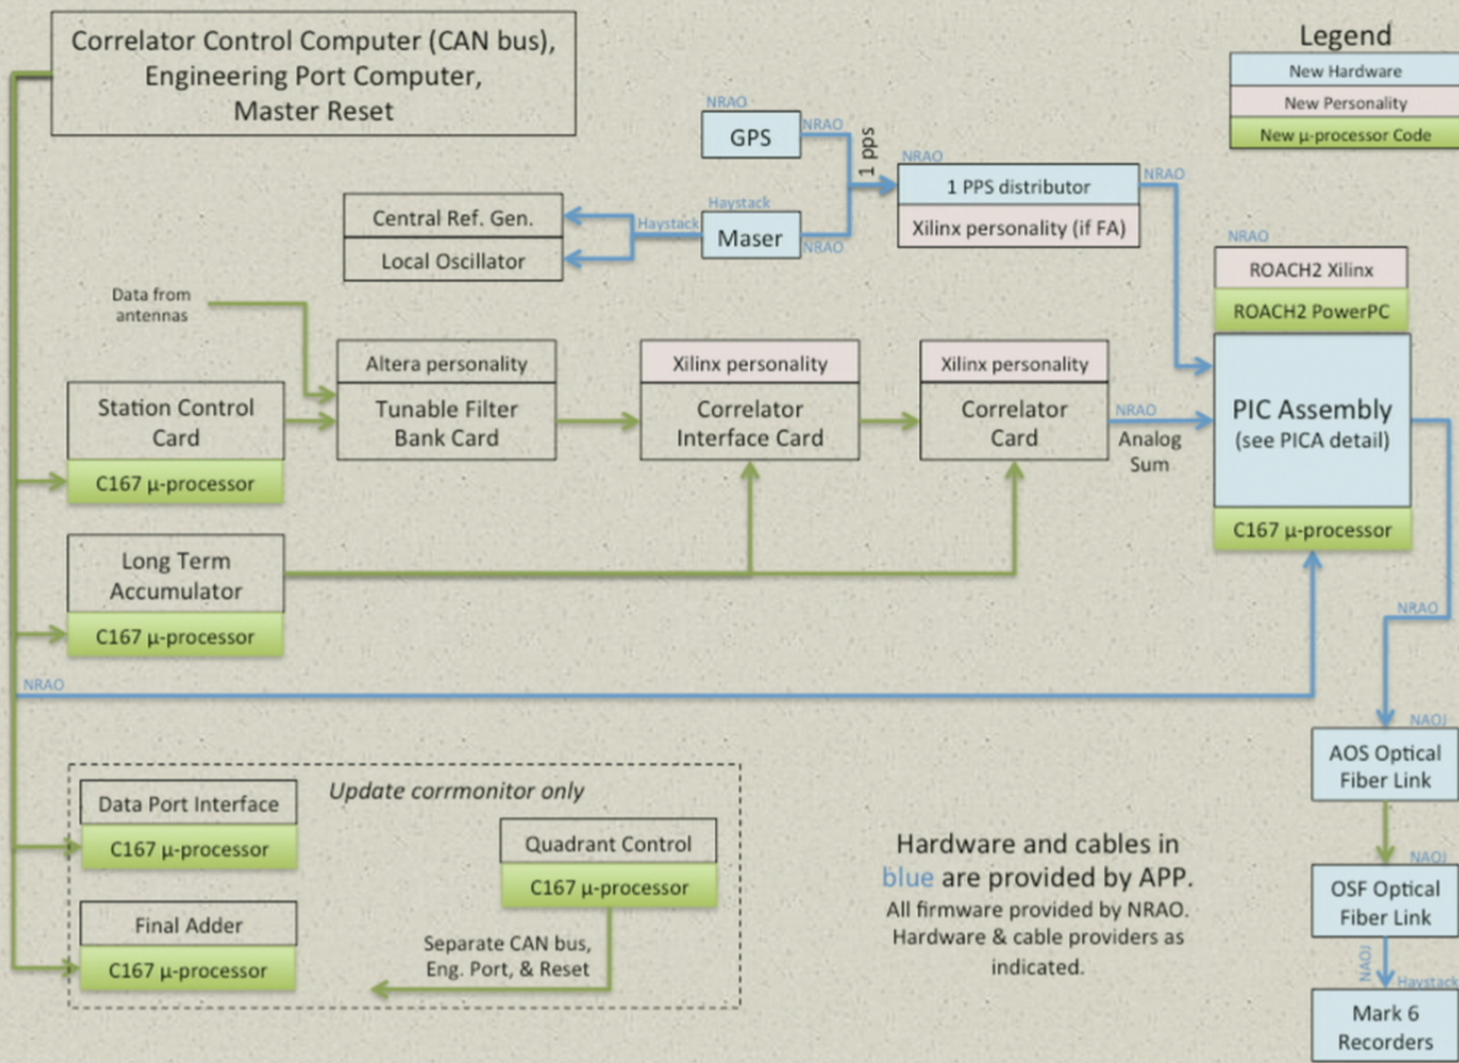 Correlator Control Computer (CAN bus),
Engineering Port Computer,
Master Reset
Legend
New Hardware
New Personality
New µ-processor Code
NRAO
GPS
NRAO
1 pps
NRAO
1 PPS distributor
Xilinx personality (if FA)
NRAO
Haystack
Maser
NRAO
Haystack
Central Ref. Gen.
Local Oscillator
NRAO
ROACH2 Xilinx
ROACH2 PowerPC
PIC Assembly
(see PICA detail)
C167 µ-processor
Data from
antennas
Altera personality
Tunable Filter
Bank Card
Xilinx personality
Correlator
Interface Card
Xilinx personality
Correlator
Card
NRAO
Analog
Sum
Station Control
Card
C167 µ-processor
Long Term
Accumulator
C167 µ-processor
NRAO
NRAO
NAOJ
AOS Optical
Fiber Link
NAOJ
OSF Optical
Fiber Link
NAOJ
Haystack
Mark 6
Recorders
Update corrmonitor only
Data Port Interface
C167 µ-processor
Quadrant Control
C167 µ-processor
Final Adder
C167 µ-processor
Separate CAN bus,
Eng. Port, & Reset
Hardware and cables in
blue are provided by APP.
All firmware provided by NRAO.
Hardware & cable providers as
indicated.